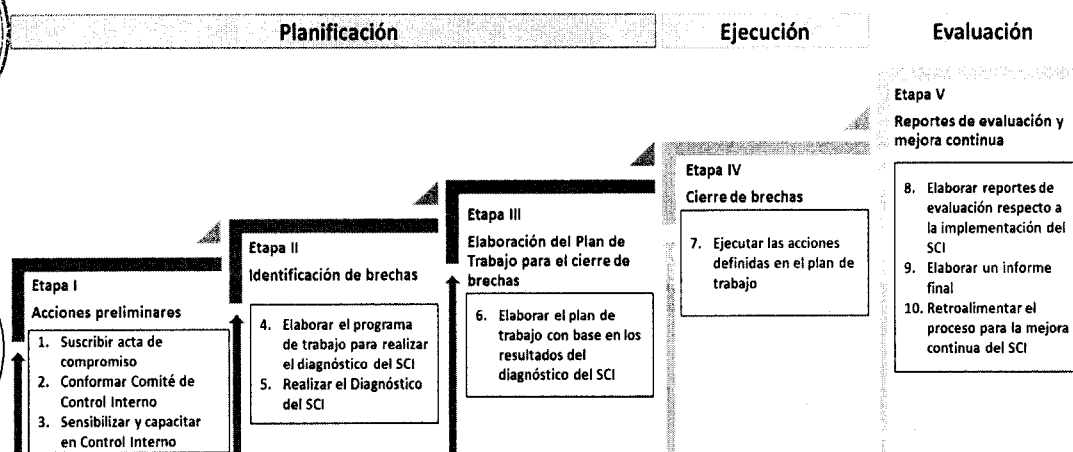 Planificación
Ejecución
Evaluación
Etapa I
Acciones preliminares
1. Suscribir acta de
compromiso
2. Conformar Comité de
Control Interno
3. Sensibilizar y capacitar
en Control Interno
Etapa II
Identificación de brechas
4. Elaborar el programa
de trabajo para realizar
el diagnóstico del SCI
5. Realizar el Diagnóstico
del SCI
Etapa III
Elaboración del Plan de
Trabajo para el cierre de
brechas
6. Elaborar el plan de
trabajo con base en los
resultados del
diagnóstico del SCI
Etapa IV
Cierre de brechas
7. Ejecutar las acciones
definidas en el plan de
trabajo
Etapa V
Reportes de evaluación y
mejora continua
8. Elaborar reportes de
evaluación respecto a
la implementación del
SCI
9. Elaborar un informe
final
10. Retroalimentar el
proceso para la mejora
continua del SCI